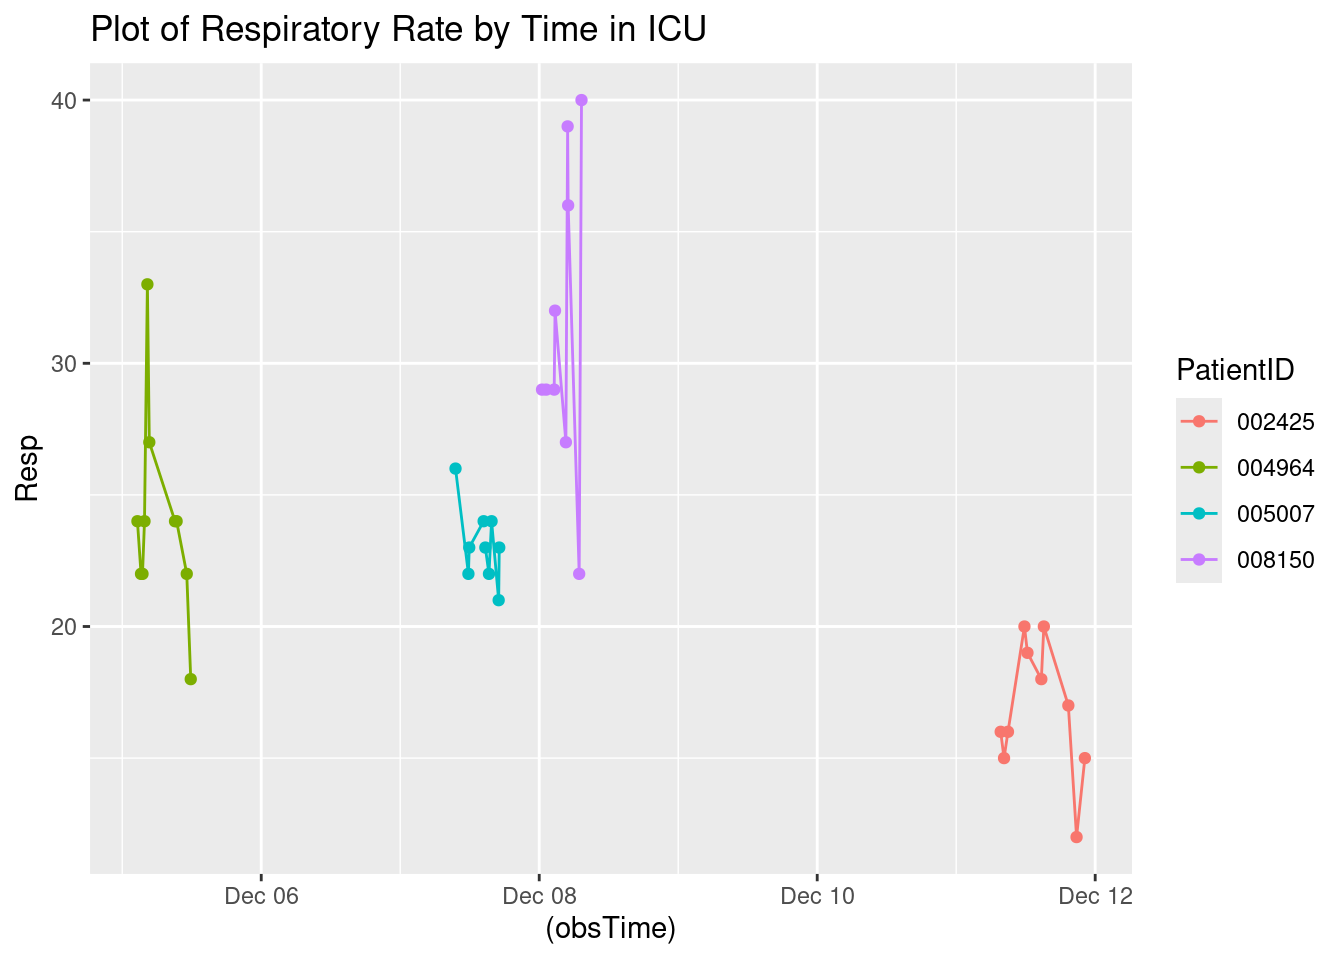 Plot of Respiratory Rate by Time in ICU
40
30
20
Resp
Dec 06
Dec 08
Dec 10
Dec 12
(obsTime)
PatientID
002425
004964
005007
008150